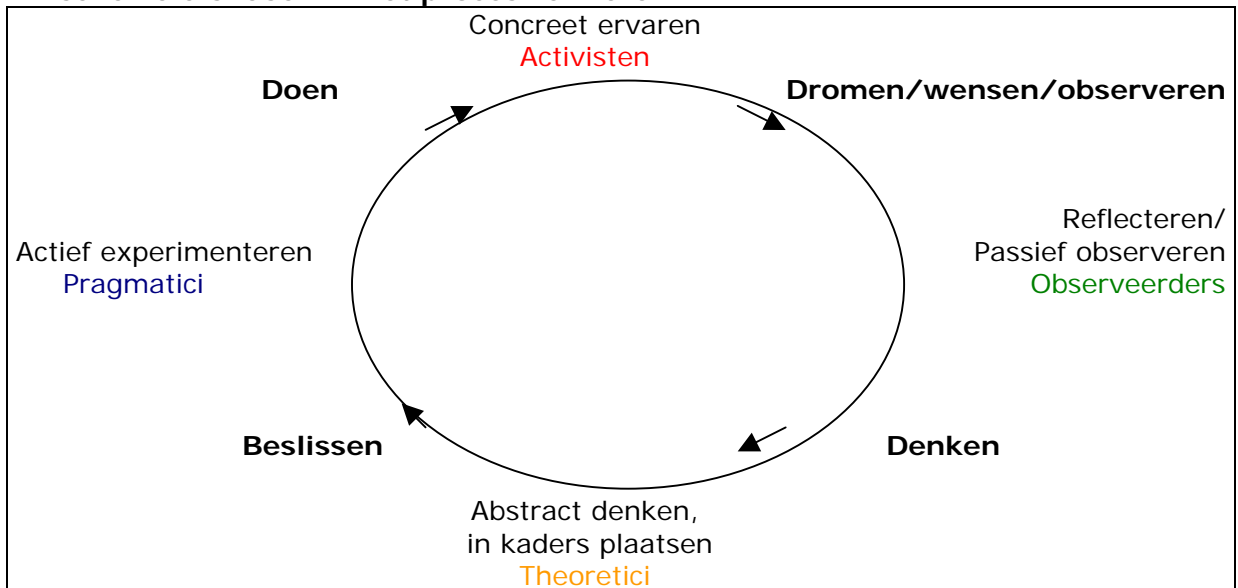 Concreet ervaren
Activisten
Doen
Dromen/wensen/observeren
Reflecteren/
Actief experimenteren
Passief observeren
Pragmatici
Observeerders
Beslissen
Denken
Abstract denken,
in kaders plaatsen
Theoretici